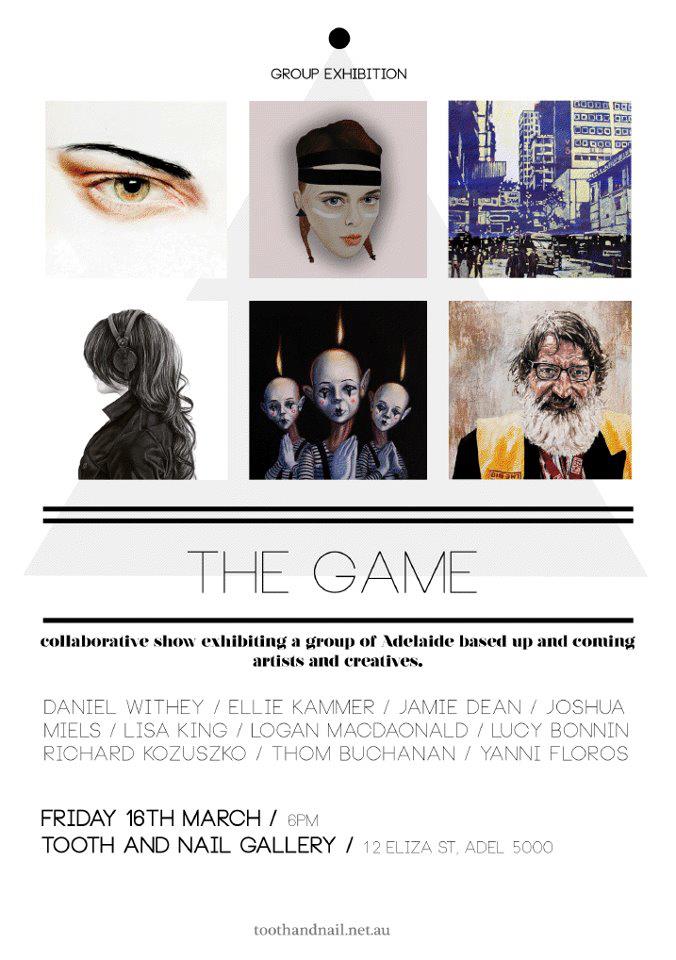 GROUP EXHIBITION
THE GAME
collaborative show exhibiting a group of Adelaide based up and coming
artists and creatives.
DANIEL WITHEY / ELLIE KAMMER / JAMIE DEAN / JOSHUA
MIELS / LISA KING / LOGAN MACDAONALD / LUCY BONNIN
RICHARD KOZUSZKO / THOM BUCHANAN / YANNI FLOROS
FRIDAY 16TH MARCH / 6PM
TOOTH AND NAIL GALLERY / 12 ELIZA ST, ADEL 5000
toothandnail.net.au